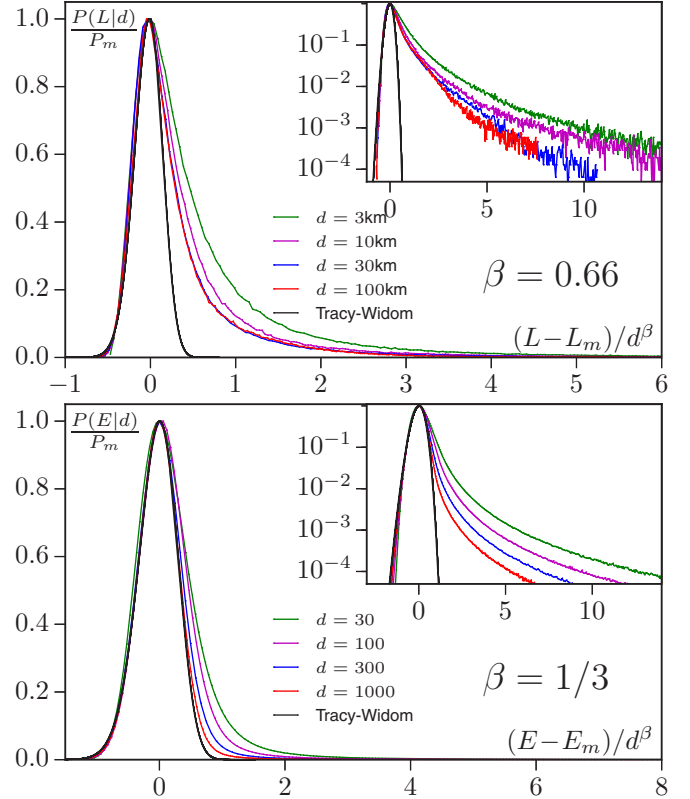 P(L|d)
P_m
1.0
0.8
0.6
0.4
0.2
0.0
10^{-1}
10^{-2}
10^{-3}
10^{-4}
0 5 10
d = 3km
d = 10km
d = 30km
d = 100km
Tracy-Widom
β = 0.66
(L−L_m)/d^β
−1 0 1 2 3 4 5 6
P(E|d)
P_m
1.0
0.8
0.6
0.4
0.2
0.0
10^{-1}
10^{-2}
10^{-3}
10^{-4}
0 5 10
d = 30
d = 100
d = 300
d = 1000
Tracy-Widom
β = 1/3
(E−E_m)/d^β
0 2 4 6 8